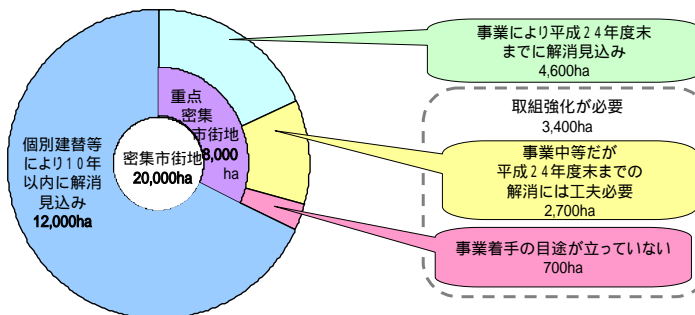 事業により平成24年度末
までに解消見込み
4,600ha
取組強化が必要
3,400ha
事業中等だが
平成24年度末までの
解消には工夫必要
2,700ha
事業着手の目途が立っていない
700ha
重点
密集
市街地
8,000
ha
密集市街地
20,000ha
個別建替等
により10年
以内に解消
見込み
12,000ha